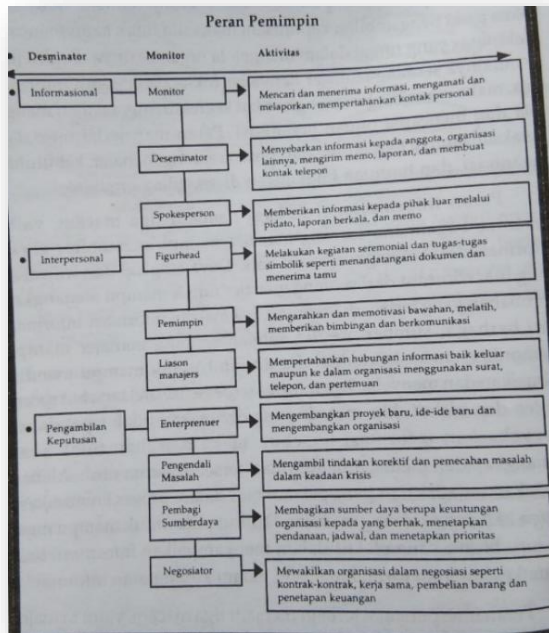 Peran Pemimpin
Desminator Monitor Aktivitas
Informasional
Monitor
Mencari dan menerima informasi, mengamati dan
melaporkan, mempertahankan kontak personal
Deseminator
Menyebarkan informasi kepada anggota, organisasi
lainnya, mengirim memo, laporan, dan membuat
kontak telepon
Spokesperson
Memberikan informasi kepada pihak luar melalui
pidato, laporan berkala, dan memo
Interpersonal
Figurhead
Melakukan kegiatan seremonial dan tugas-tugas
simbolik seperti menandatangani dokumen dan
menerima tamu
Pemimpin
Mengarahkan dan memotivasi bawahan, melatih,
memberikan bimbingan dan berkomunikasi
Liason
manajers
Mempertahankan hubungan informasi baik keluar
maupun ke dalam organisasi menggunakan surat,
telepon, dan pertemuan
Pengambilan
Keputusan
Enterprenuer
Mengembangkan proyek baru, ide-ide baru dan
mengembangkan organisasi
Pengendali
Masalah
Mengambil tindakan korektif dan pemecahan masalah
dalam keadaan krisis
Pembagi
Sumberdaya
Membagikan sumber daya berupa keuntungan
organisasi kepada yang berhak, menetapkan
pendanaan, jadwal, dan menetapkan prioritas
Negosiator
Mewakilkan organisasi dalam negosiasi seperti
kontrak-kontrak, kerja sama, pembelian barang dan
penetapan keuangan